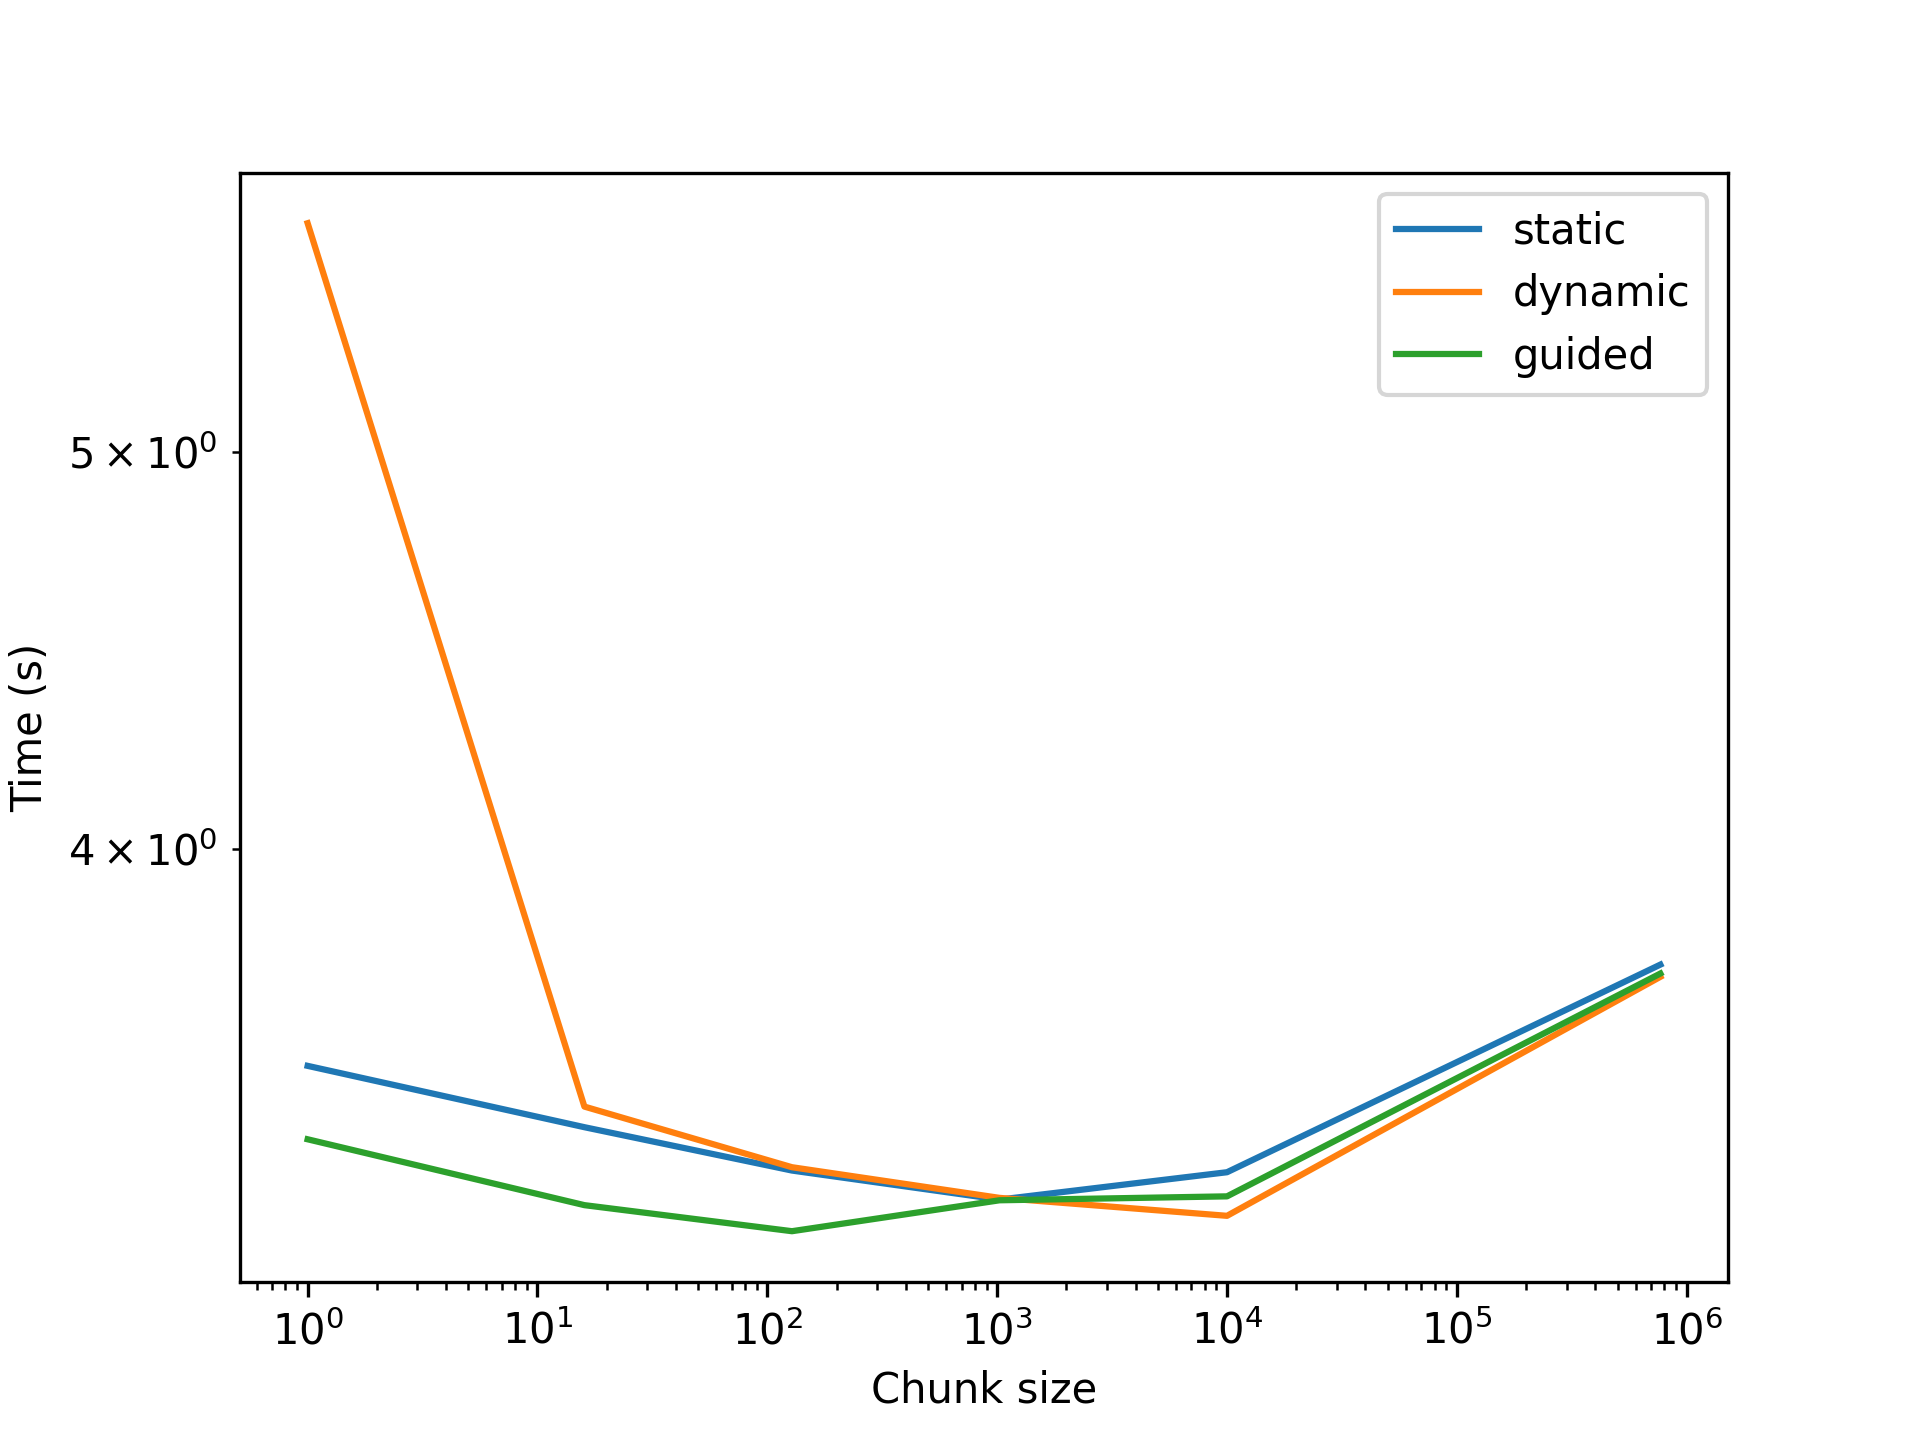 static
dynamic
guided
5 × 10⁰
4 × 10⁰
Time (s)
10⁰ 10¹ 10² 10³ 10⁴ 10⁵ 10⁶
Chunk size